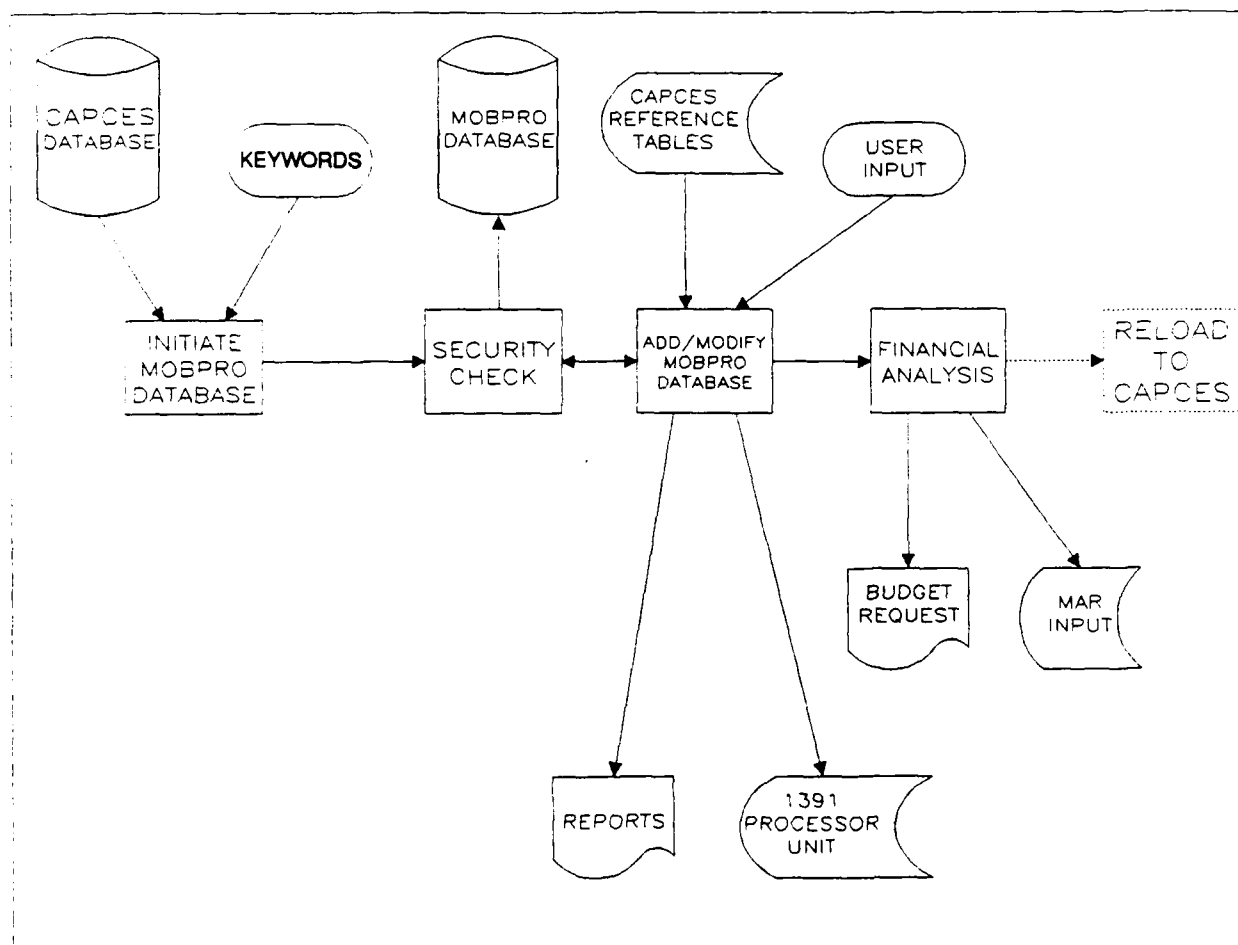 CAPCES
DATABASE
KEYWORDS
MOBPRO
DATABASE
CAPCES
REFERENCE
TABLES
USER
INPUT
INITIATE
MOBPRO
DATABASE
SECURITY
CHECK
ADD/MODIFY
MOBPRO
DATABASE
FINANCIAL
ANALYSIS
RELOAD
TO
CAPCES
BUDGET
REQUEST
MAR
INPUT
REPORTS
1391
PROCESSOR
UNIT